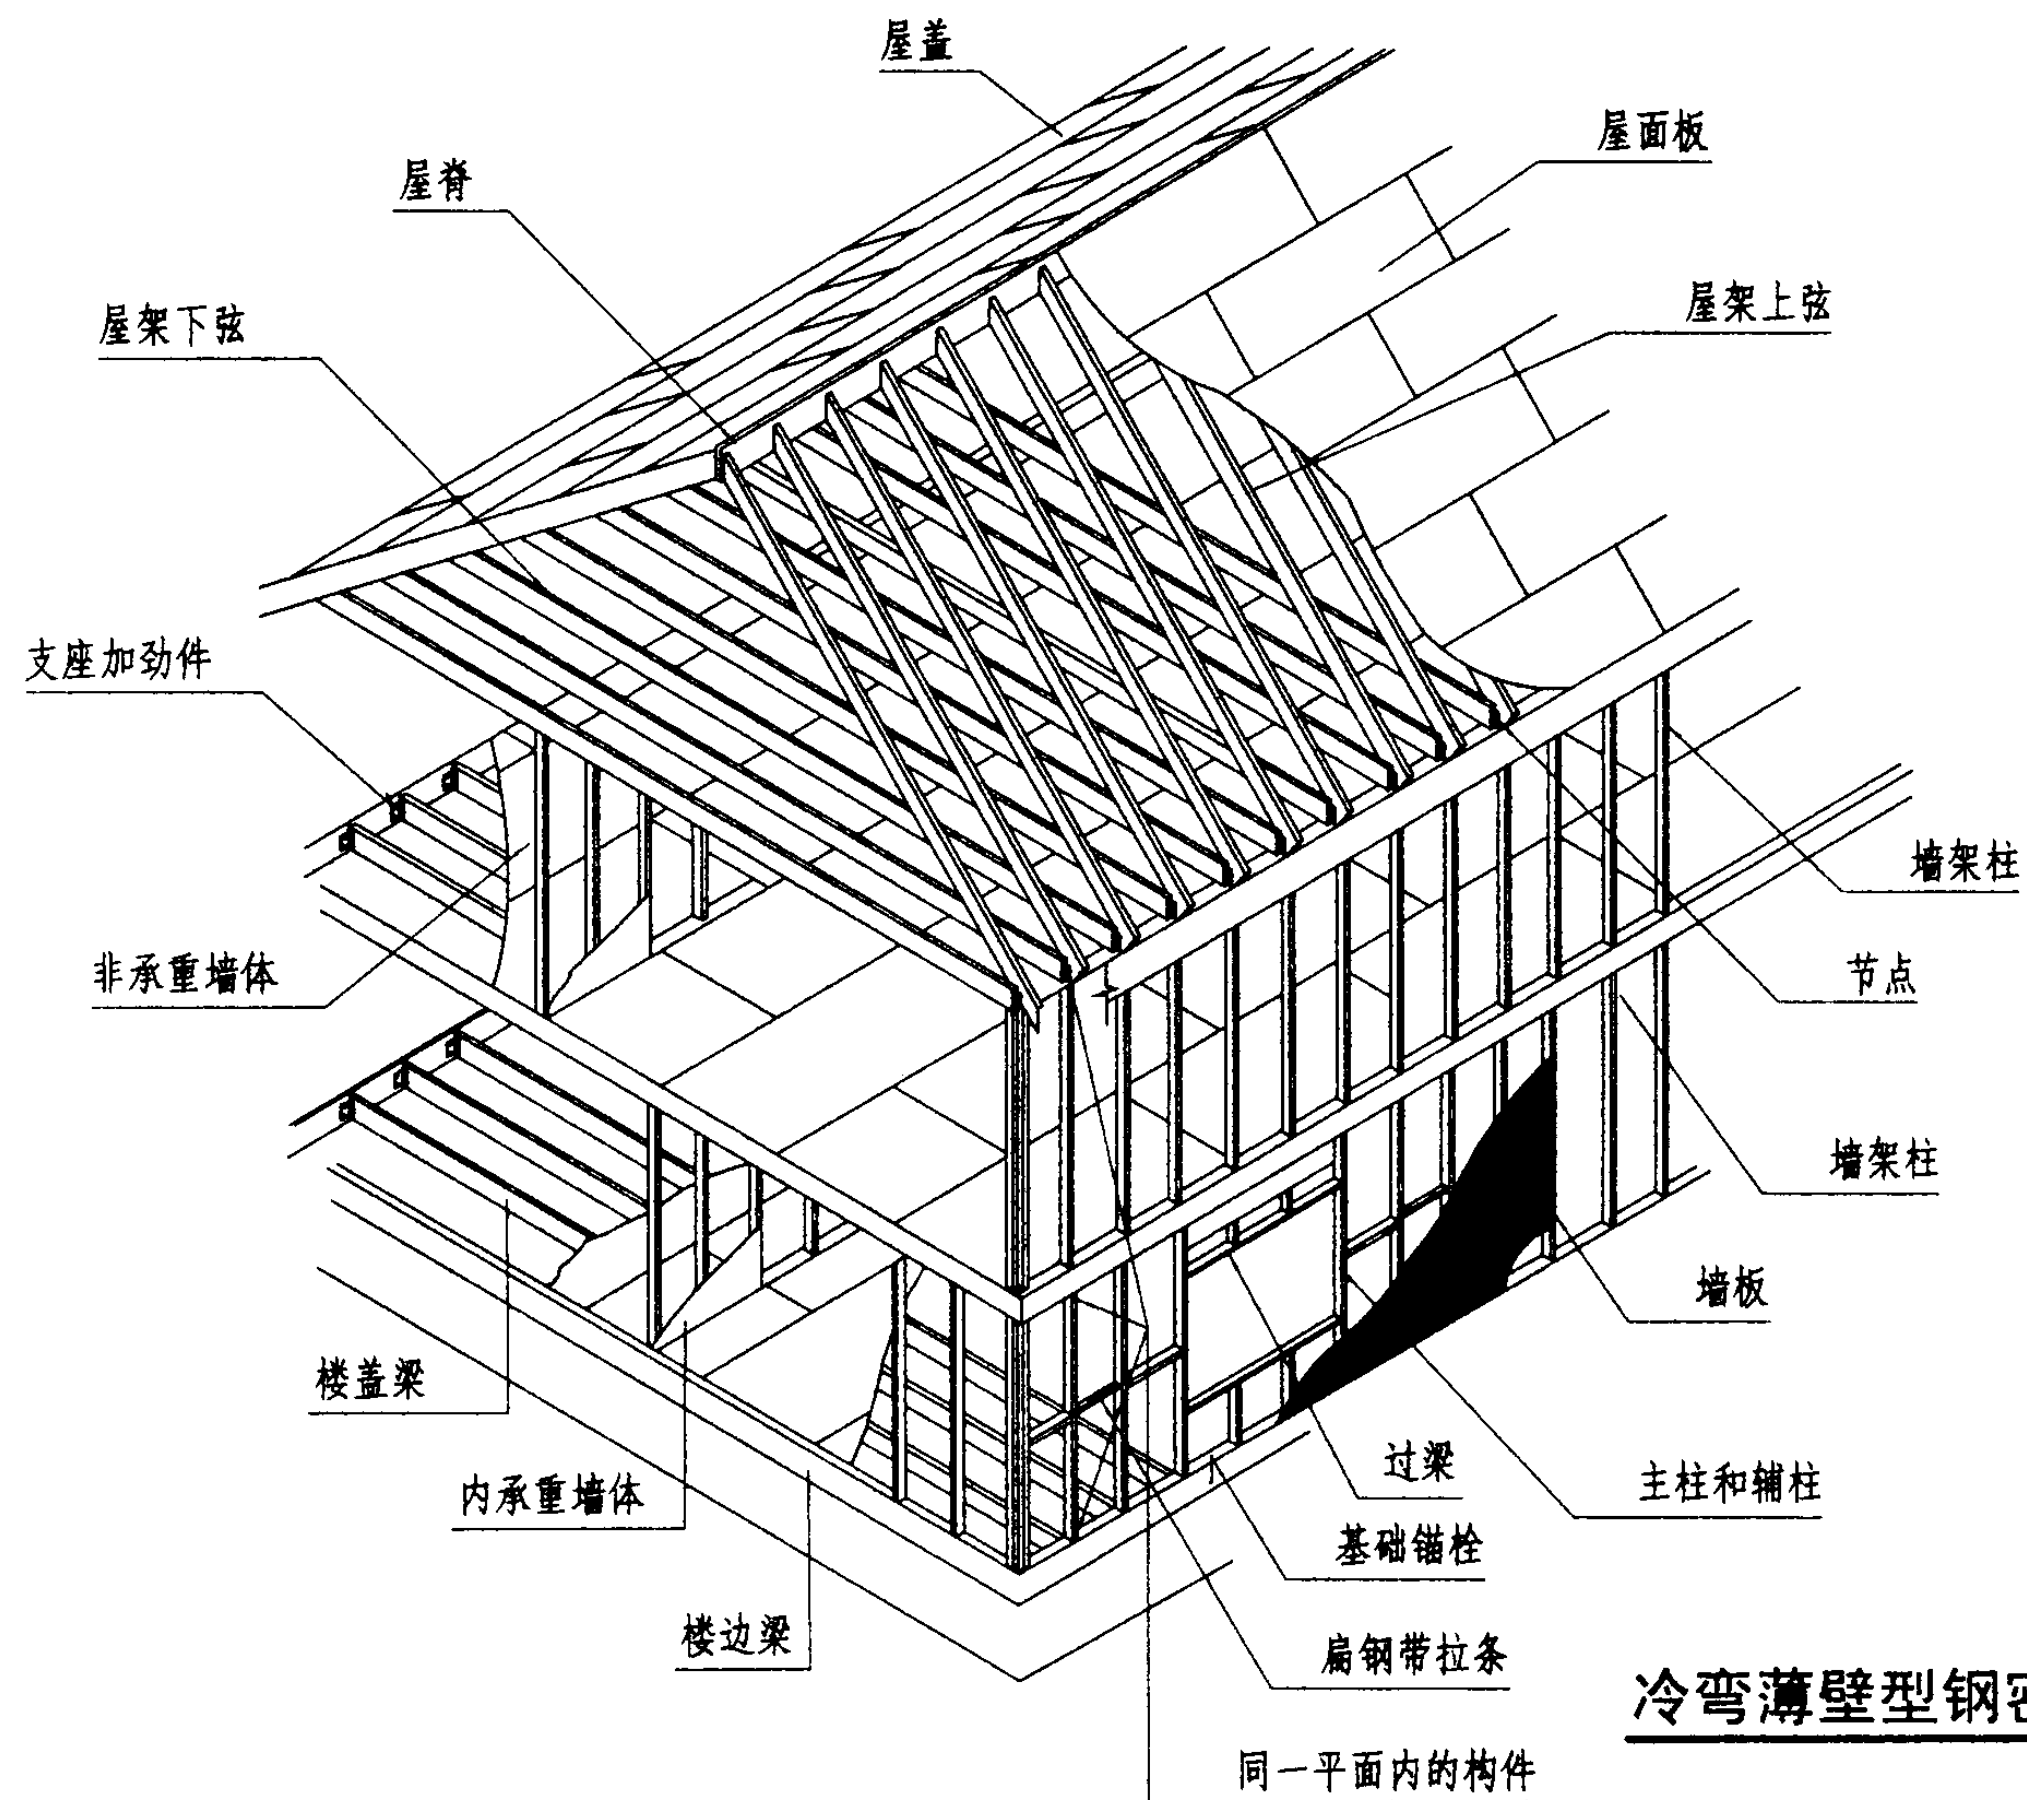 屋盖
屋面板
屋脊
屋架上弦
屋架下弦
支座加劲件
墙架柱
非承重墙体
节点
墙架柱
墙板
楼盖梁
过梁
主柱和辅柱
内承重墙体
基础锚栓
楼边梁
扁钢带拉条
冷弯薄壁型钢
同一平面内的构件